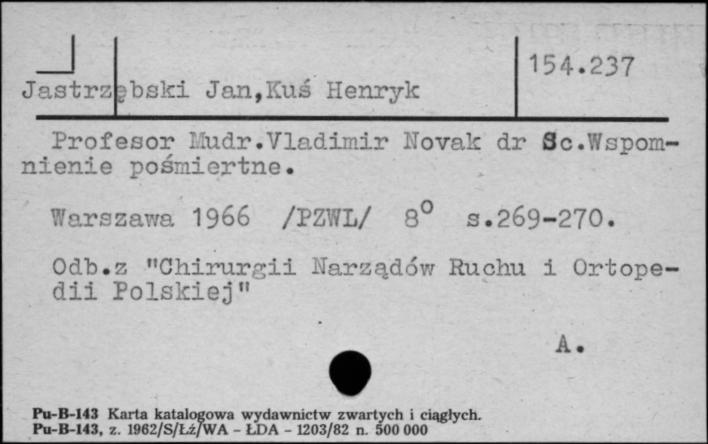 154.237
Jastrzębski Jan,Kuś Henryk
Profesor Mudr.Vladimir Novak dr Sc.Wspom-
nienie pośmiertne.
Warszawa 1966 /PZWL/ 8° s.269-270.
Odb.z "Chirurgii Narządów Ruchu i Ortope-
dii Polskiej"
A.
Pu-B-143 Karta katalogowa wydawnictw zwartych i ciągłych.
Pu-B-143, z. 1962/S/Łź/WA - ŁDA - 1203/82 n. 500 000